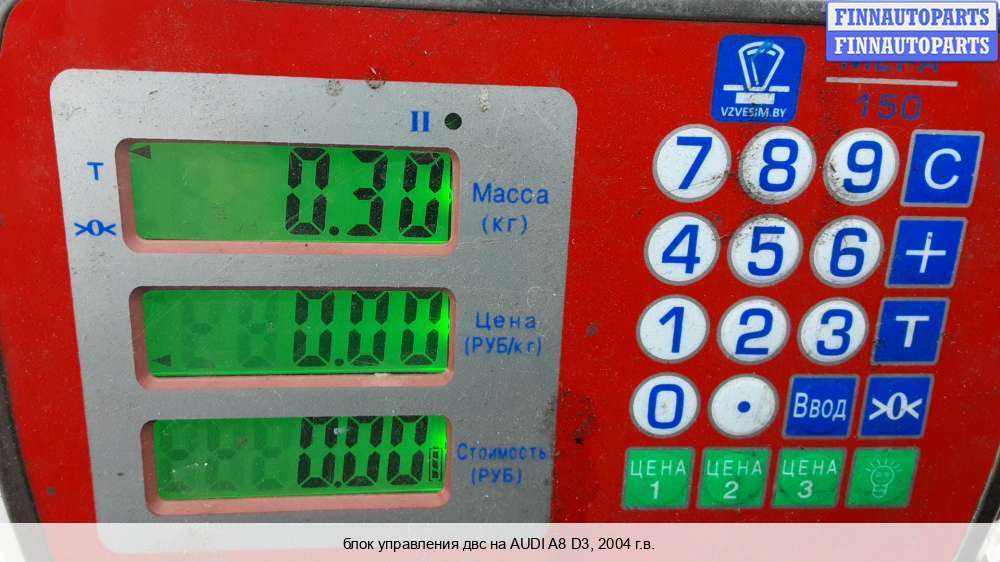 FINNAUTOPARTS
FINNAUTOPARTS
VZVESIM.BY
150
II
T
>0<
0.30
Масса
(кг)
0.00
Цена
(РУБ/кг)
0.00
Стоимость
(РУБ)
7 8 9 C
4 5 6 +
1 2 3 T
0 . Ввод >0<
ЦЕНА 1 ЦЕНА 2 ЦЕНА 3
блок управления двс на AUDI A8 D3, 2004 г.в.